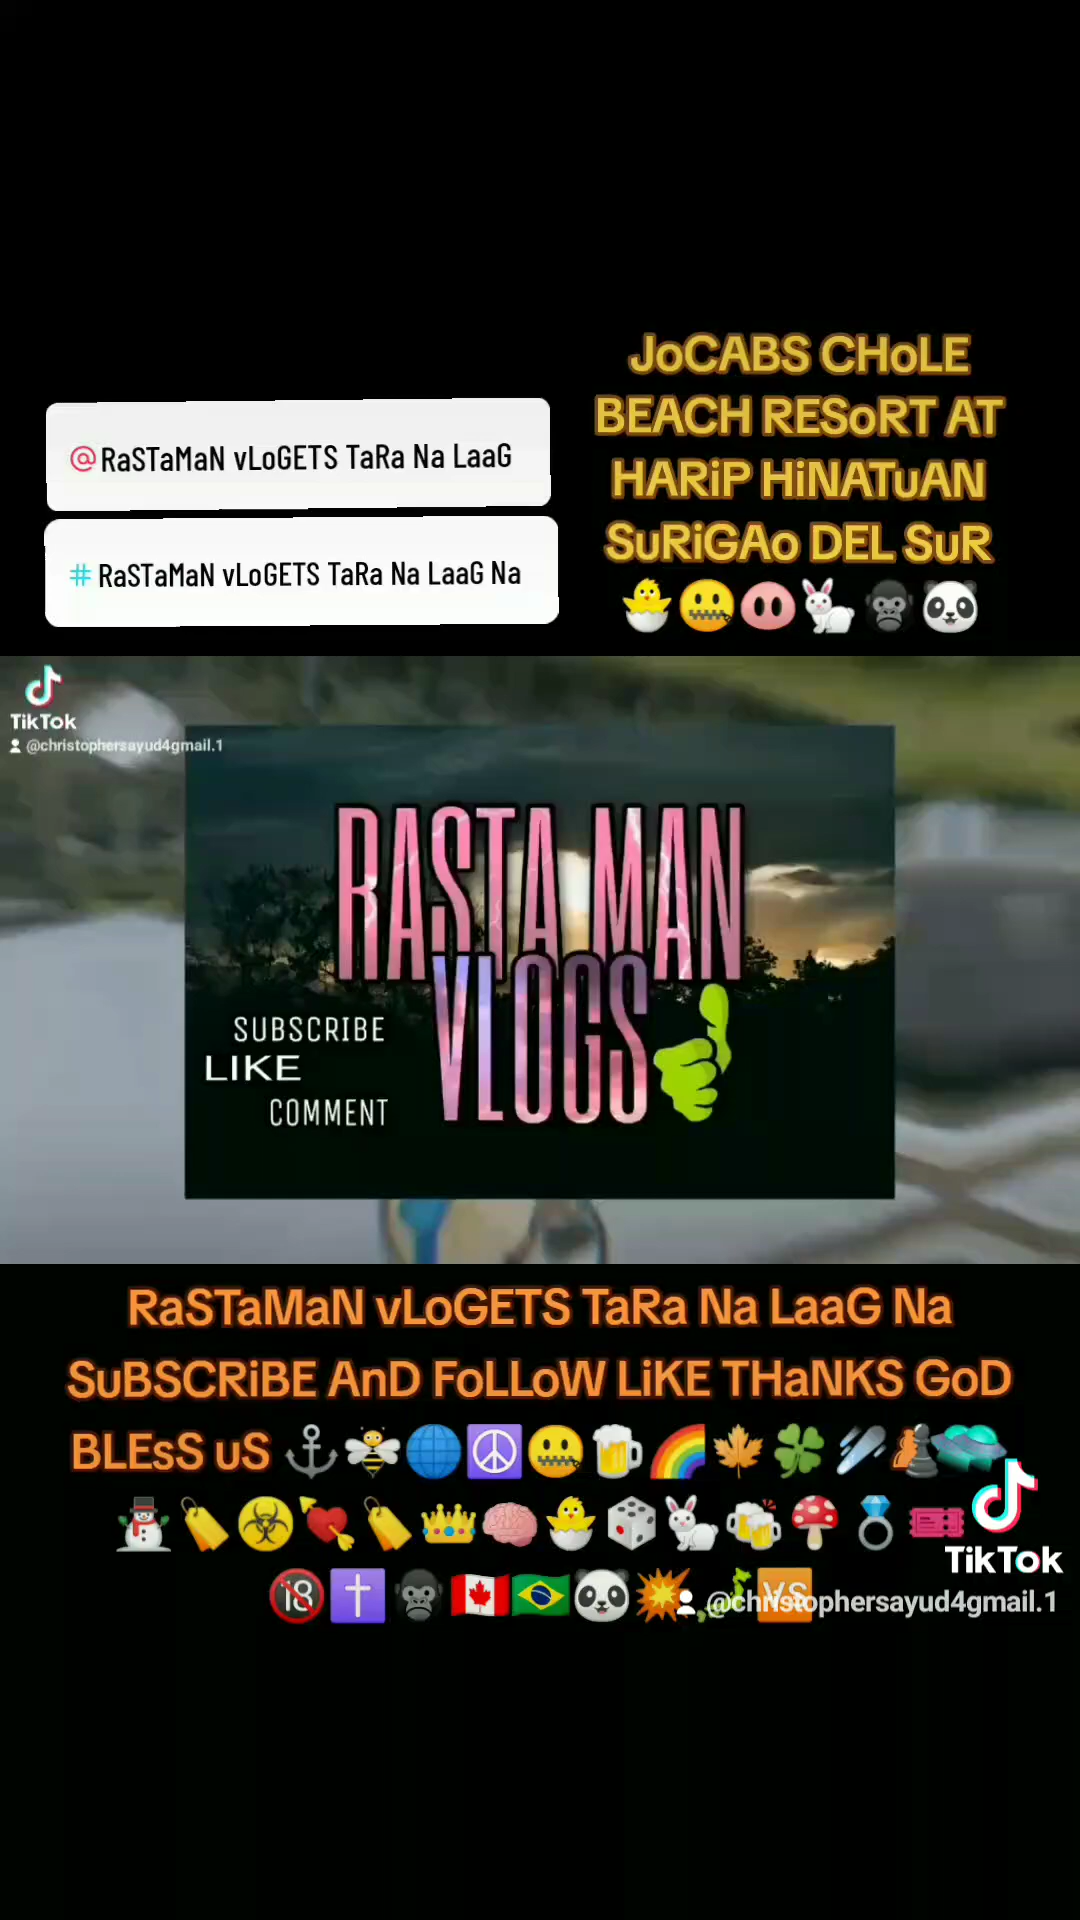 JoCABS CHoLE
BEACH RESoRT AT
HARiP HiNATuAN
SuRiGAo DEL SuR
@RaSTaMaN vLoGETS TaRa Na LaaG
# RaSTaMaN vLoGETS TaRa Na LaaG Na
TikTok
@christophersayud4gmail.1
RASTA MAN
VLOGS
SUBSCRIBE
LIKE
COMMENT
RaSTaMaN vLoGETS TaRa Na LaaG Na
SuBSCRiBE AnD FoLLoW LiKE THaNKS GoD
BLEsS uS
TikTok
@christophersayud4gmail.1